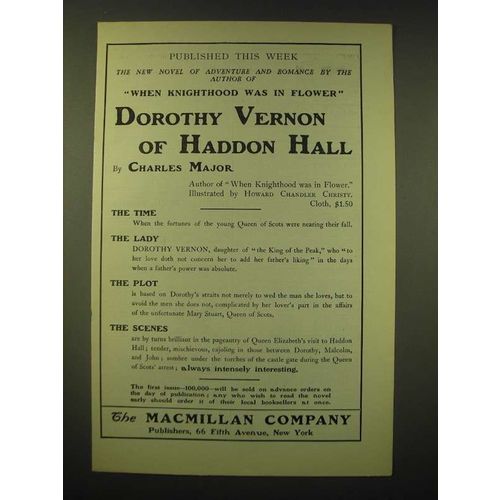 PUBLISHED THIS WEEK
THE NEW NOVEL OF ADVENTURE AND ROMANCE BY THE
AUTHOR OF
"WHEN KNIGHTHOOD WAS IN FLOWER"
DOROTHY VERNON
OF HADDON HALL
By CHARLES MAJOR
Author of "When Knighthood was in Flower."
Illustrated by HOWARD CHANDLER CHRISTY.
Cloth, $1.50
THE TIME
When the fortunes of the young Queen of Scots were nearing their fall.
THE LADY
DOROTHY VERNON, daughter of "the King of the Peak," who "to
her love doth not concern her to add her father's liking" in the days
when a father's power was absolute.
THE PLOT
is based on Dorothy's straits not merely to wed the man she loves, but to
avoid the men she does not, complicated by her lover's part in the affairs
of the unfortunate Mary Stuart, Queen of Scots.
THE SCENES
are by turns brilliant in the pageantry of Queen Elizabeth's visit to Haddon
Hall; tender, mischievous, cajoling in those between Dorothy, Malcolm,
and John; sombre under the torches of the castle gate during the Queen
of Scots' arrest; always intensely interesting.
The first issue—100,000—will be sold on advance orders on
the day of publication; any who wish to read the novel
early should order it of their local booksellers at once.
The MACMILLAN COMPANY
Publishers, 66 Fifth Avenue, New York